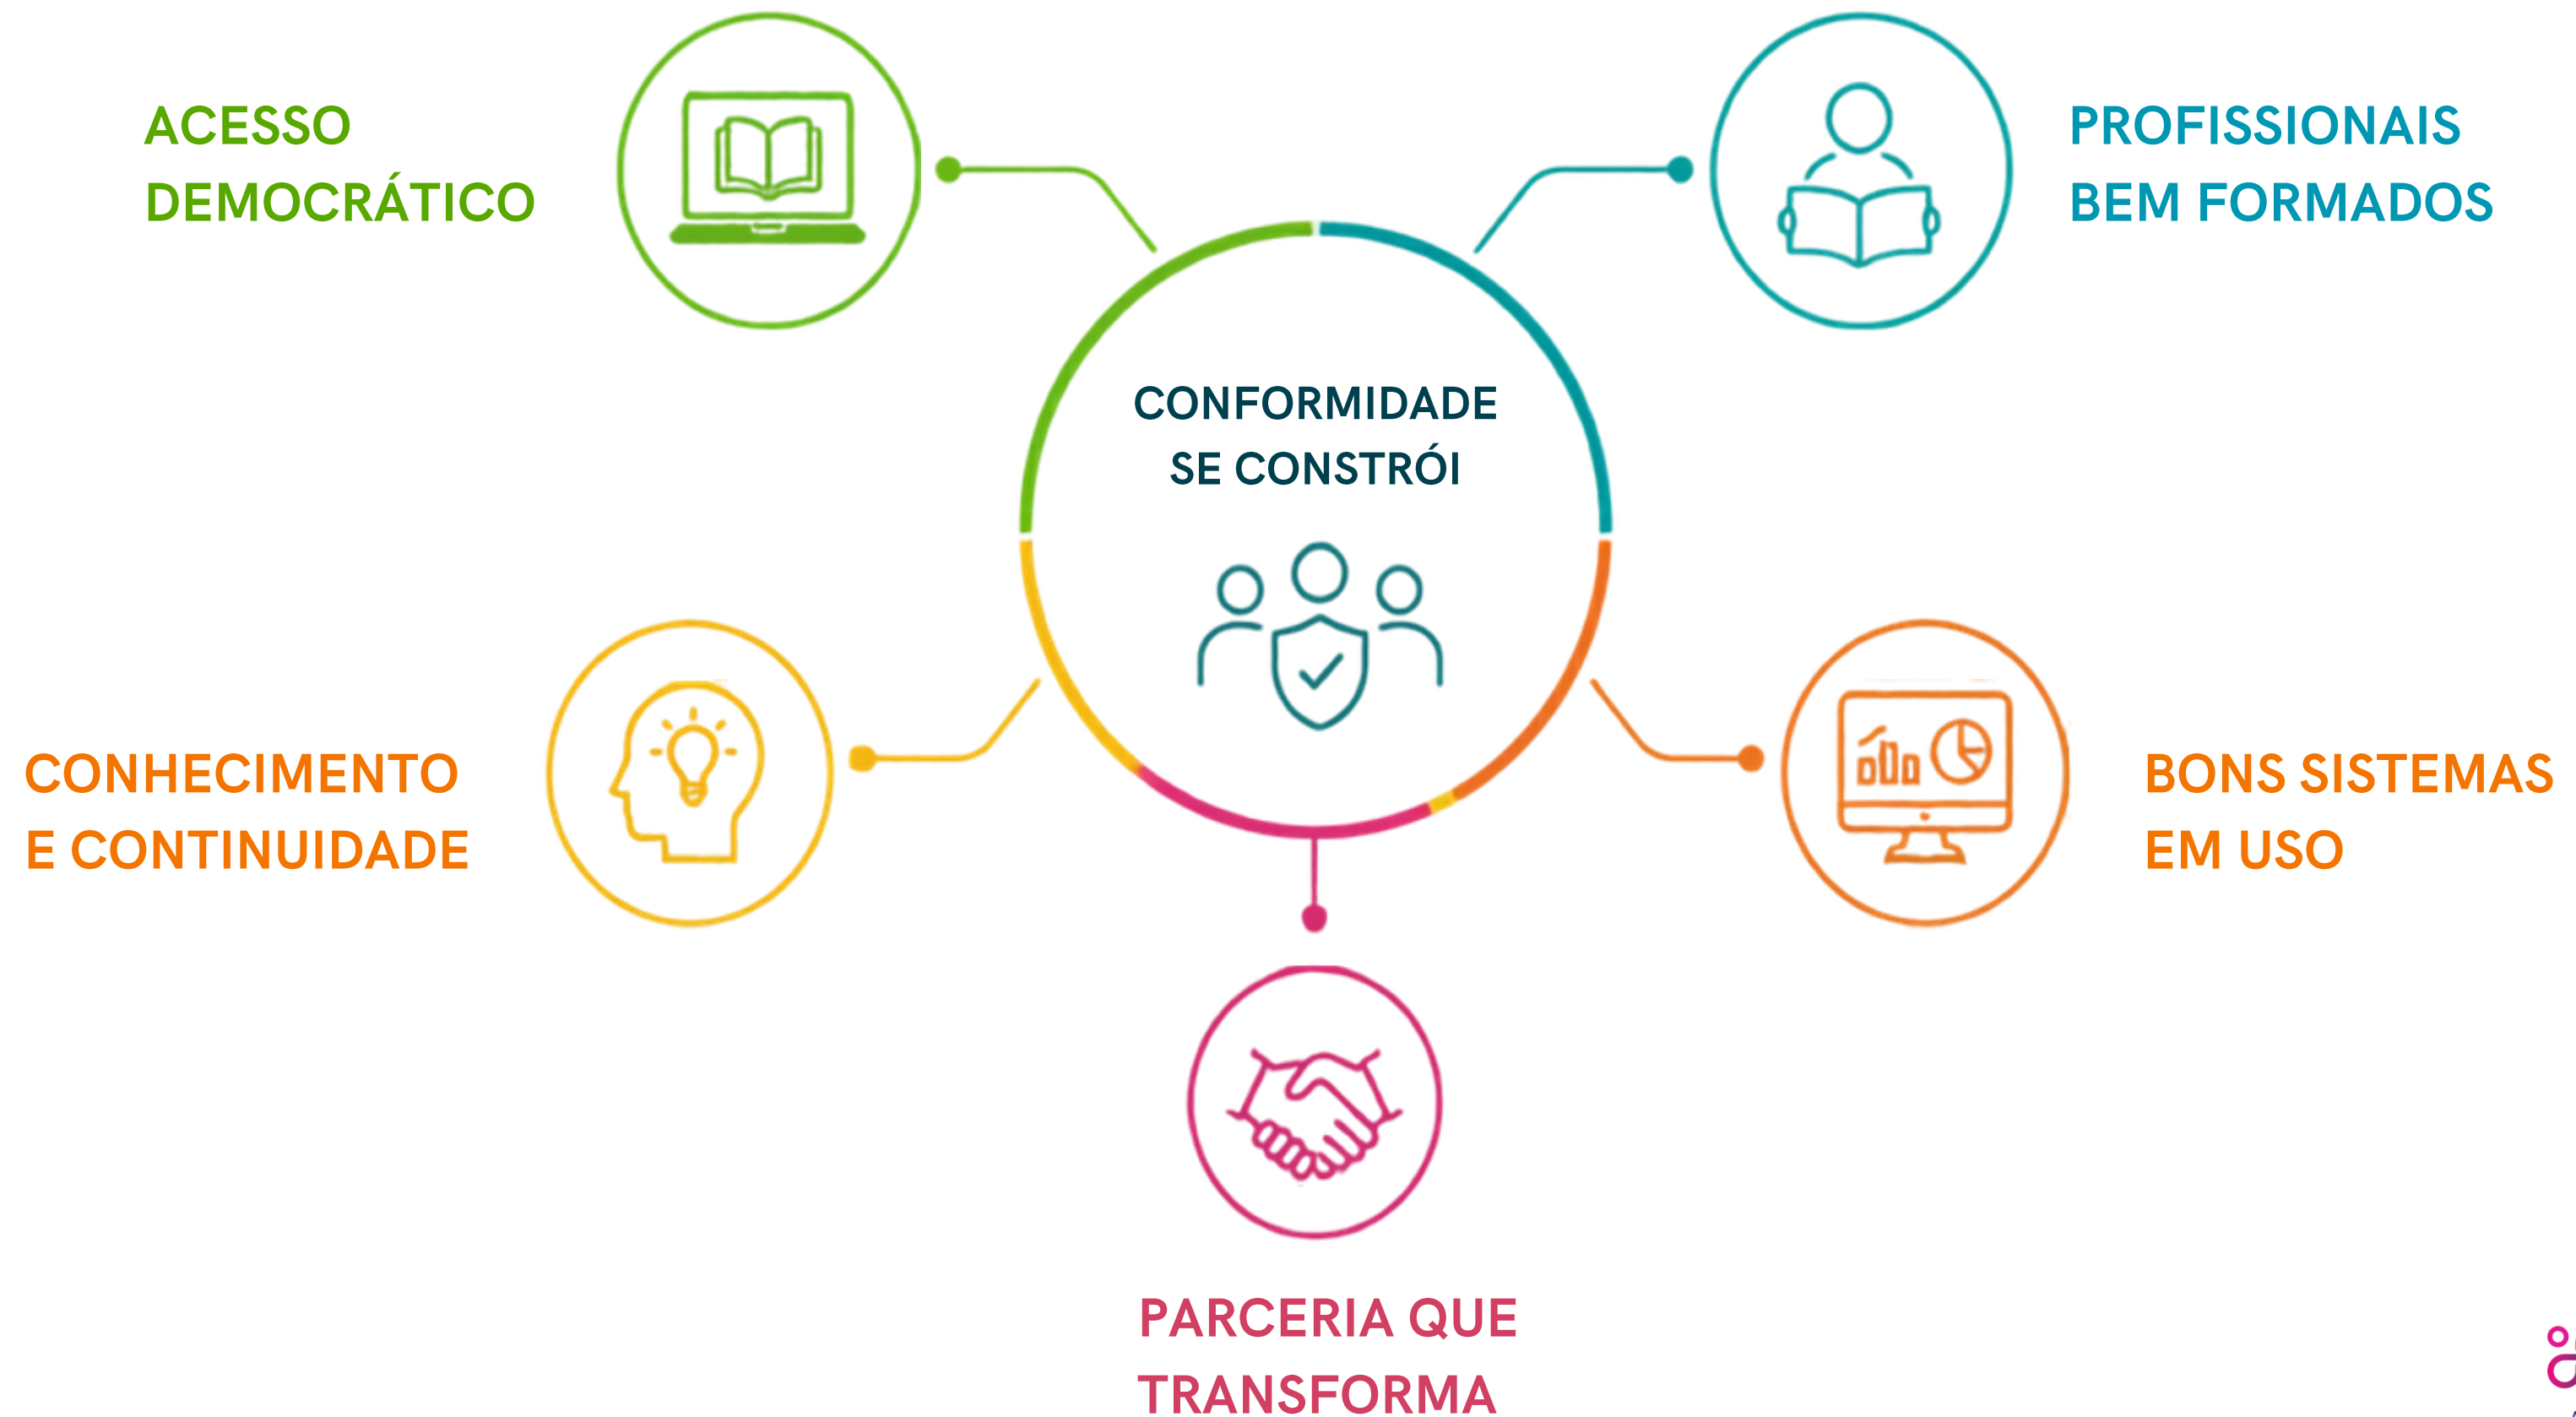 ACESSO
DEMOCRÁTICO
PROFISSIONAIS
BEM FORMADOS
CONFORMIDADE
SE CONSTRÓI
CONHECIMENTO
E CONTINUIDADE
BONS SISTEMAS
EM USO
PARCERIA QUE
TRANSFORMA